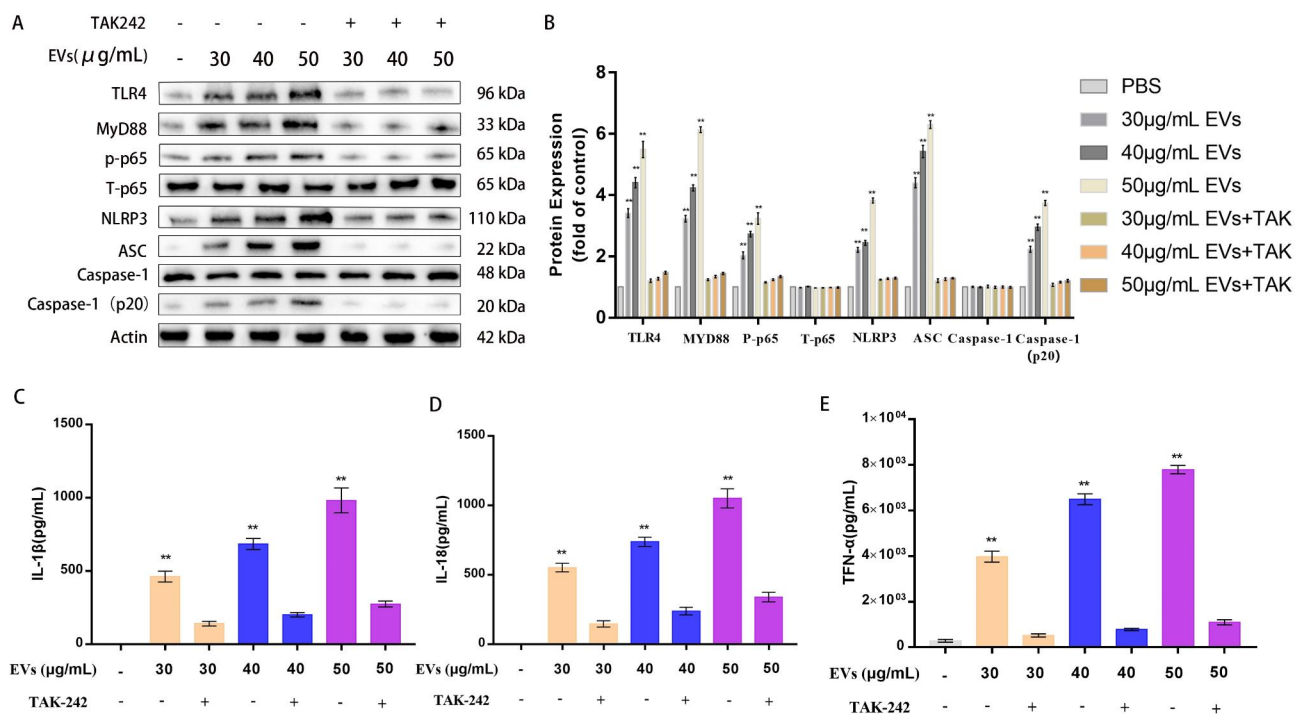 A
TAK242 - - - - + + +
EVs(μg/mL) - 30 40 50 30 40 50
TLR4 96 kDa
MyD88 33 kDa
p-p65 65 kDa
T-p65 65 kDa
NLRP3 110 kDa
ASC 22 kDa
Caspase-1 48 kDa
Caspase-1 (p20) 20 kDa
Actin 42 kDa
B
Protein Expression
(fold of control)
8
6
4
2
0
** ** ** ** ** ** ** ** ** ** ** ** ** ** ** ** ** **
TLR4 MYD88 P-p65 T-p65 NLRP3 ASC Caspase-1 Caspase-1
(p20)
PBS
30μg/mL EVs
40μg/mL EVs
50μg/mL EVs
30μg/mL EVs+TAK
40μg/mL EVs+TAK
50μg/mL EVs+TAK
C
IL-1β(pg/mL)
1500
1000
500
0
** ** **
EVs (μg/mL) - 30 30 40 40 50 50
TAK-242 - - + - + - +
D
IL-18(pg/mL)
1500
1000
500
0
** ** **
- 30 30 40 40 50 50
- - + - + - +
E
TFN-α(pg/mL)
1×10⁰⁴
8×10⁰³
6×10⁰³
4×10⁰³
2×10⁰³
0
** ** **
EVs (μg/mL) - 30 30 40 40 50 50
TAK-242 - - + - + - +